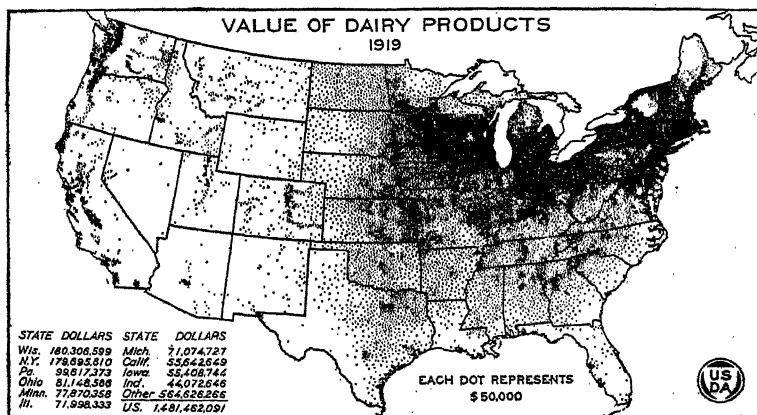 VALUE OF DAIRY PRODUCTS
1919
STATE DOLLARS STATE DOLLARS
Wis. 180,306,599 Mich. 71,074,727
N.Y. 179,695,810 Calif. 55,642,649
Pa. 99,617,373 Iowa 55,408,744
Ohio 81,148,586 Ind. 44,072,646
Minn. 77,870,358 Other 564,626,266
Ill. 71,998,333 U.S. 1,481,462,091
EACH DOT REPRESENTS
$50,000
US
DA